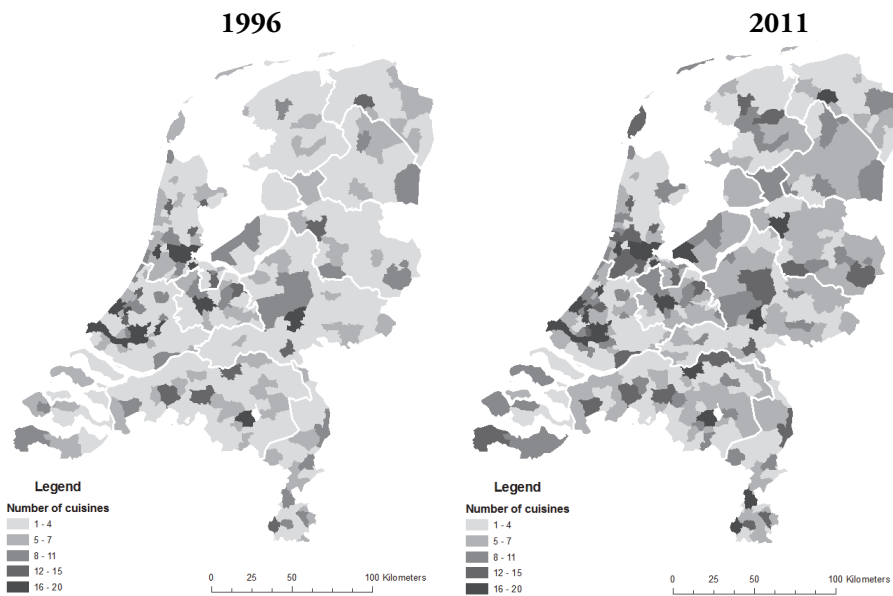 1996
2011
Legend
Number of cuisines
1 - 4
5 - 7
8 - 11
12 - 15
16 - 20
0 25 50 100 Kilometers
Legend
Number of cuisines
1 - 4
5 - 7
8 - 11
12 - 15
16 - 20
0 25 50 100 Kilometers